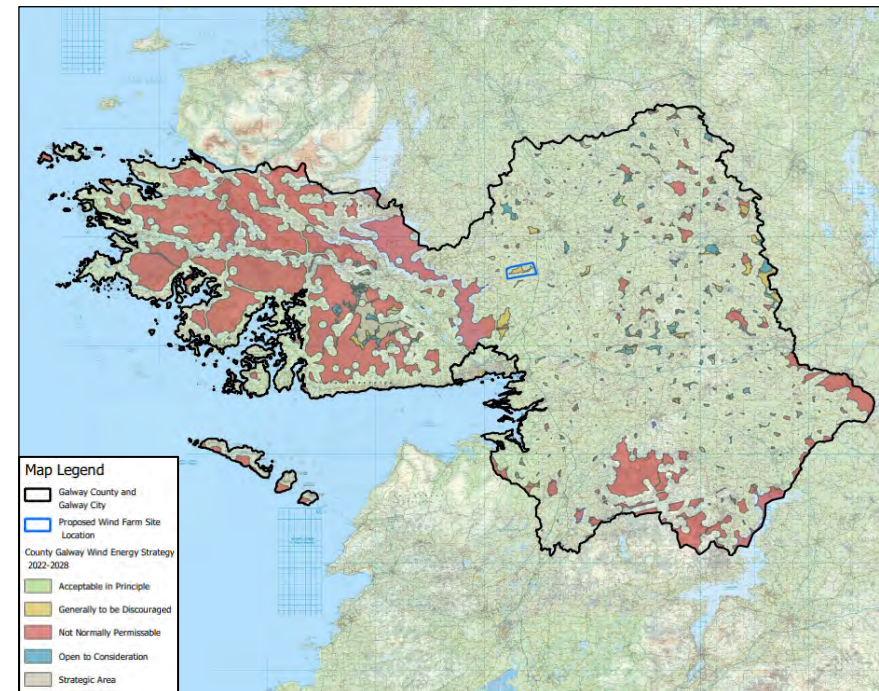 Map Legend
Galway County and
Galway City
Proposed Wind Farm Site
Location
County Galway Wind Energy Strategy
2022-2028
Acceptable in Principle
Generally to be Discouraged
Not Normally Permissable
Open to Consideration
Strategic Area